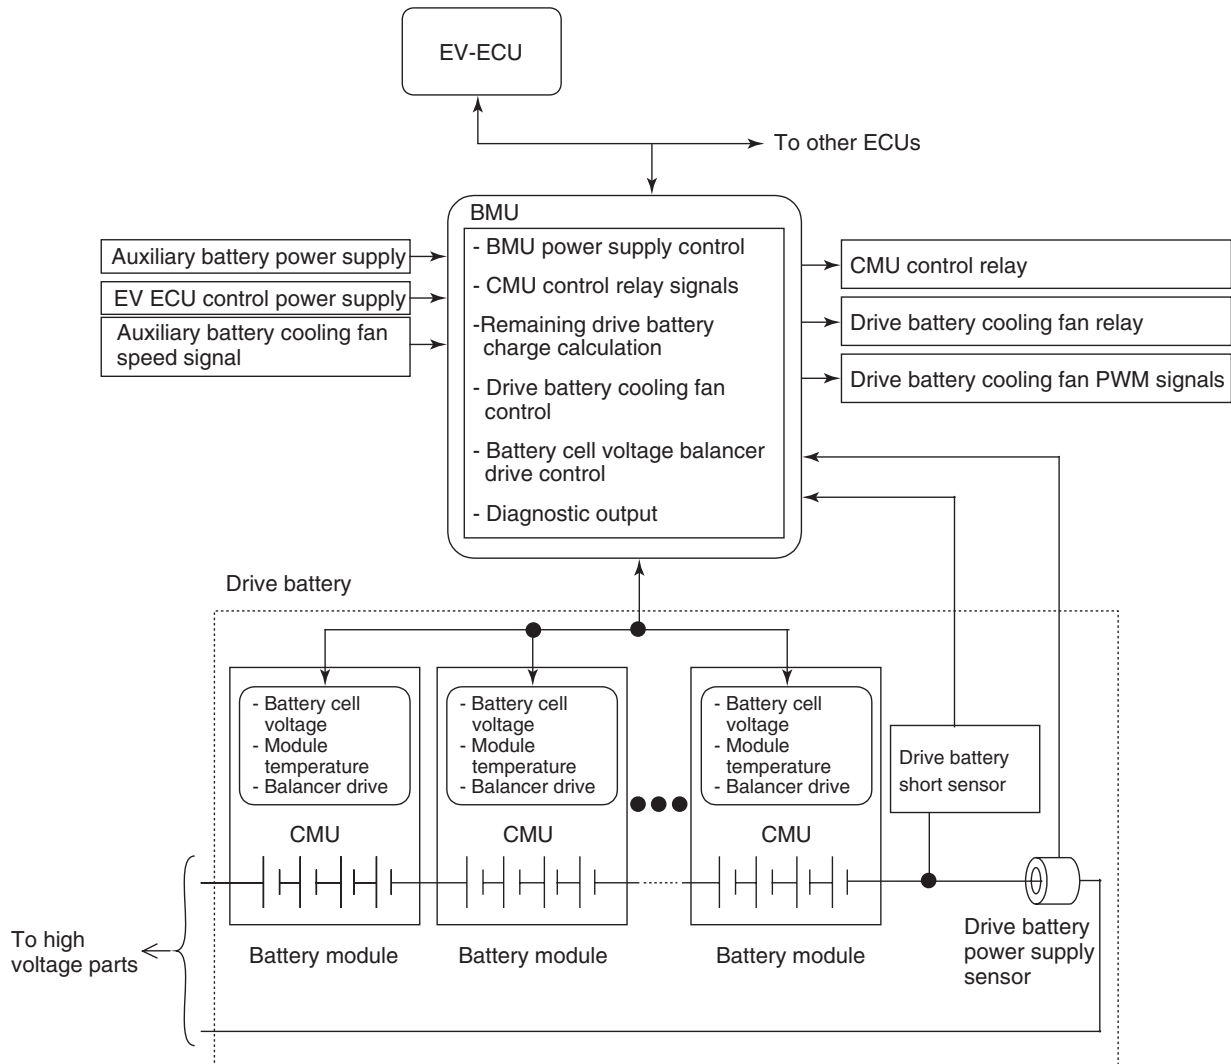 EV-ECU
To other ECUs
BMU
- BMU power supply control
- CMU control relay signals
-Remaining drive battery
charge calculation
- Drive battery cooling fan
control
- Battery cell voltage balancer
drive control
- Diagnostic output
Auxiliary battery power supply
EV ECU control power supply
Auxiliary battery cooling fan
speed signal
CMU control relay
Drive battery cooling fan relay
Drive battery cooling fan PWM signals
Drive battery
- Battery cell
voltage
- Module
temperature
- Balancer drive
CMU
Battery module
- Battery cell
voltage
- Module
temperature
- Balancer drive
CMU
Battery module
- Battery cell
voltage
- Module
temperature
- Balancer drive
CMU
Battery module
Drive battery
short sensor
Drive battery
power supply
sensor
To high
voltage parts